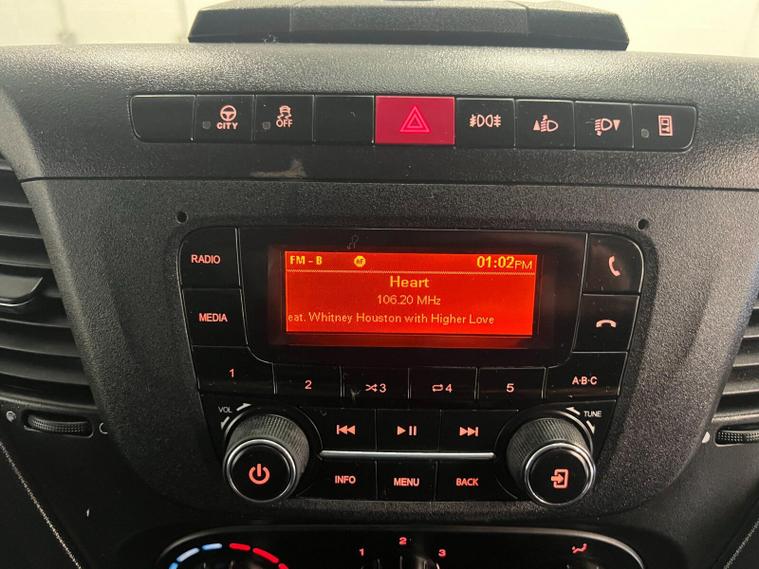 CITY
OFF
FM - B AF 01:02PM
Heart
106.20 MHz
eat. Whitney Houston with Higher Love
RADIO
MEDIA
1 2 3 4 5 A·B·C
VOL TUNE
INFO MENU BACK
1 2 3